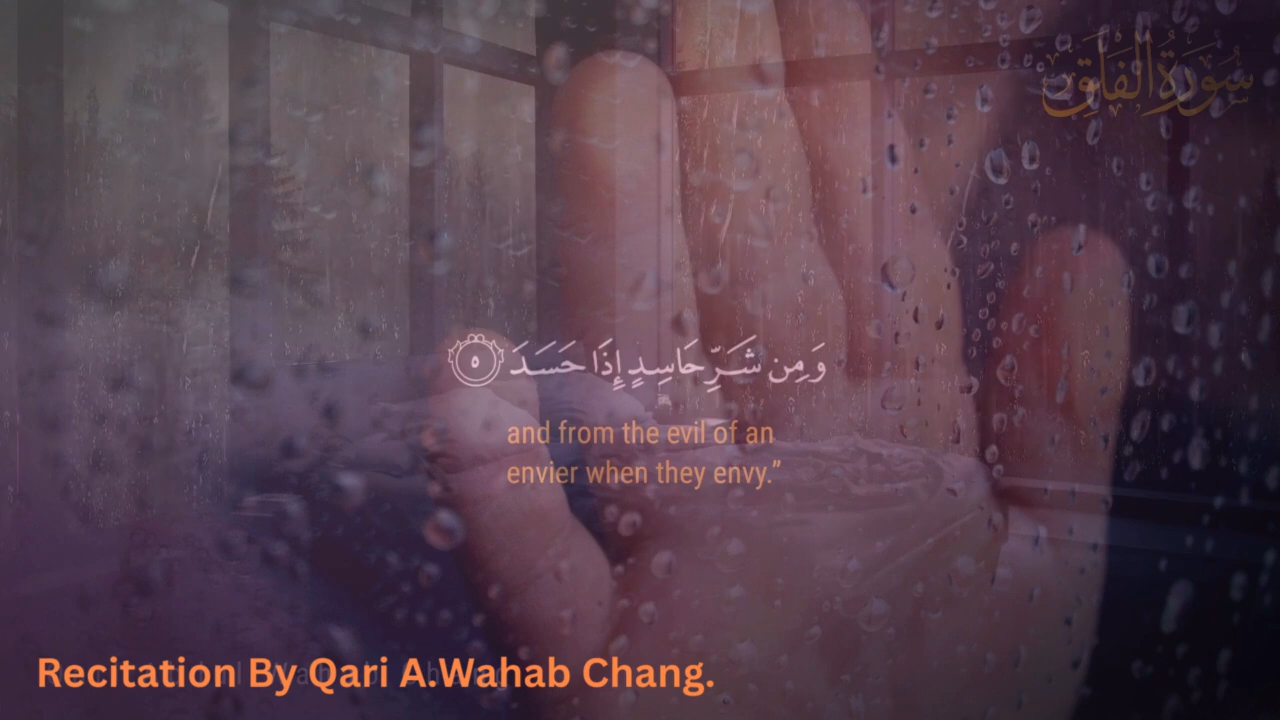 سُورَةُ الفَلَقِ
وَمِن شَرِّ حَاسِدٍ إِذَا حَسَدَ ٥
and from the evil of an
envier when they envy.”
Recitation By Qari A.Wahab Chang.